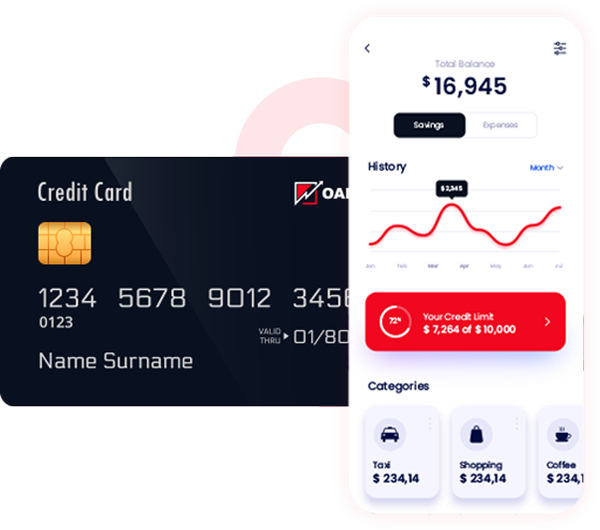 Credit Card
OA
1234 5678 9012 3456
0123
VALID
THRU
01/80
Name Surname
Total Balance
$16,945
Savings
Expenses
History
Month
$2,345
Jan Feb Mar Apr May Jun Jul
72%
Your Credit Limit
$ 7,264 of $ 10,000
Categories
Taxi
$ 234,14
Shopping
$ 234,14
Coffee
$ 234,1